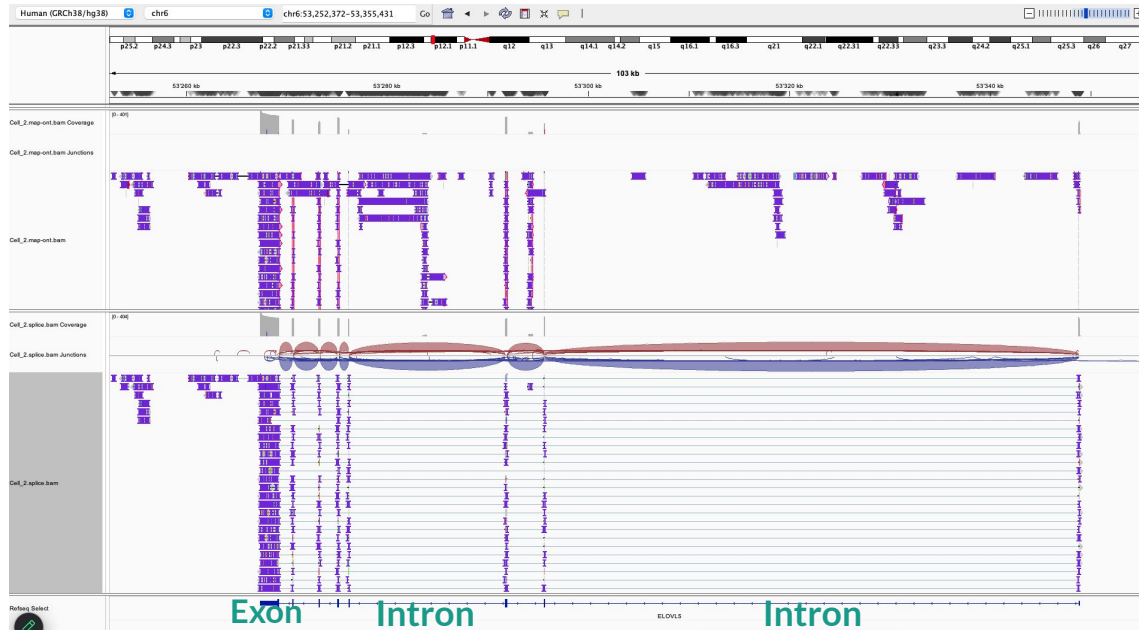 Human (GRCh38/hg38) chr6 chr6:53,252,372-53,355,431 Go
p25.2 p24.3 p23 p22.3 p22.2 p21.33 p21.2 p21.1 p12.3 p12.1 p11.1 q12 q13 q14.1 q14.2 q15 q16.1 q16.3 q21 q22.1 q22.31 q22.33 q23.3 q24.2 q25.1 q25.3 q26 q27
103 kb
53'260 kb 53'280 kb 53'300 kb 53'320 kb 53'340 kb
[0 - 401]
Cell_2.map-ont.bam Coverage
Cell_2.map-ont.bam Junctions
Cell_2.map-ont.bam
[0 - 404]
Cell_2.splice.bam Coverage
Cell_2.splice.bam Junctions
Cell_2.splice.bam
Refseq Select
Exon Intron Intron
ELOVL5